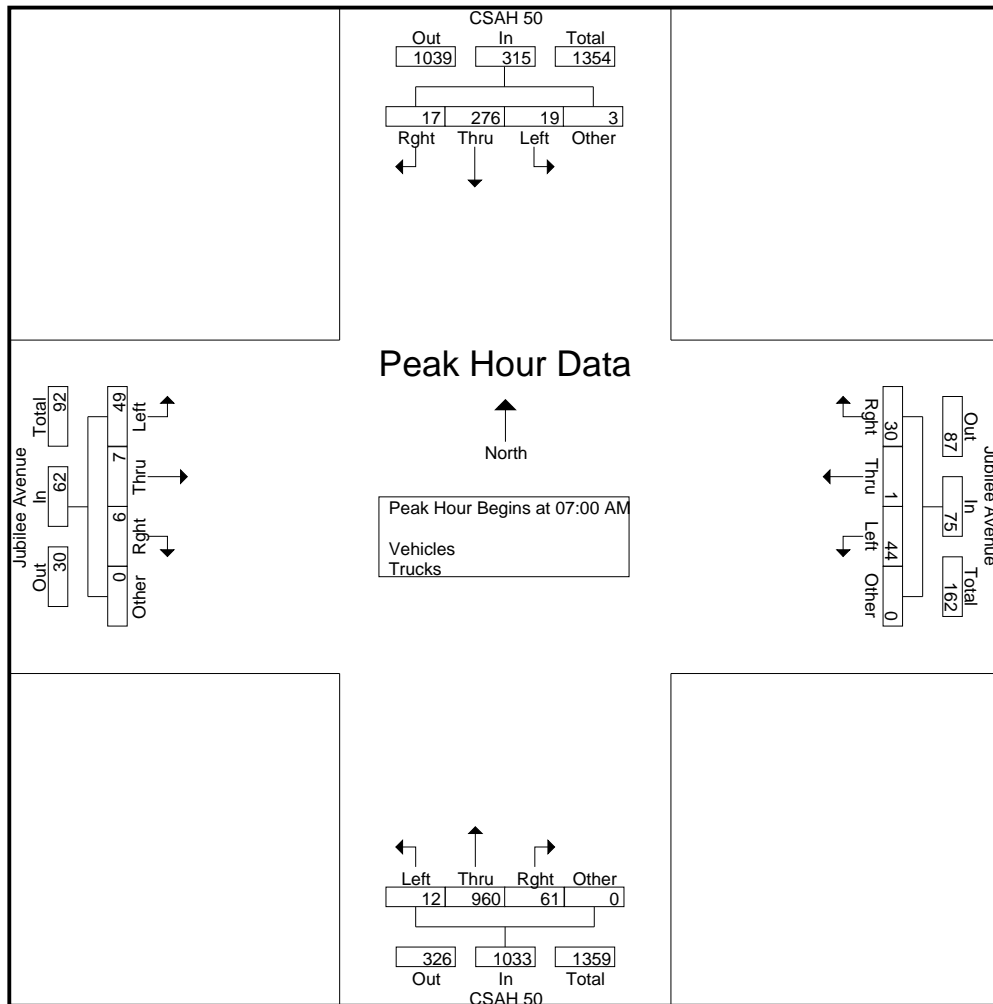 CSAH 50
Out In Total
1039 315 1354
17 276 19 3
Rght Thru Left Other
Peak Hour Data
North
Peak Hour Begins at 07:00 AM
Vehicles
Trucks
Jubilee Avenue
Out In Total
30 62 92
0 6 7 49
Other Rght Thru Left
Jubilee Avenue
Out In Total
87 75 162
30 1 44 0
Rght Thru Left Other
Left Thru Rght Other
12 960 61 0
326 1033 1359
Out In Total
CSAH 50